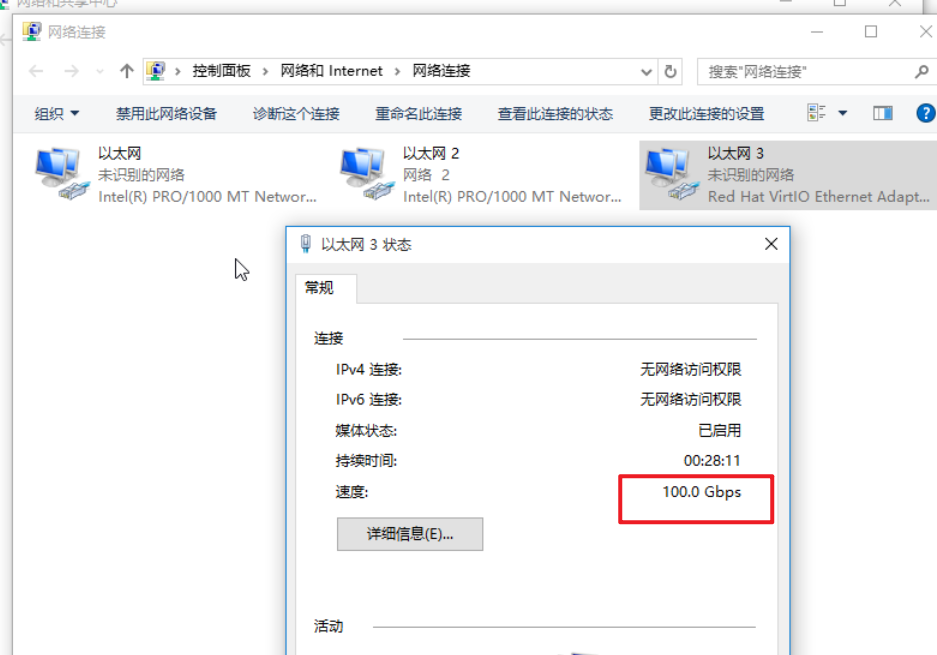 网络和共享中心
网络连接
控制面板 › 网络和 Internet › 网络连接
搜索"网络连接"
组织 禁用此网络设备 诊断这个连接 重命名此连接 查看此连接的状态 更改此连接的设置
以太网
未识别的网络
Intel(R) PRO/1000 MT Networ...
以太网 2
网络 2
Intel(R) PRO/1000 MT Networ...
以太网 3
未识别的网络
Red Hat VirtIO Ethernet Adapt...
以太网 3 状态
常规
连接
IPv4 连接: 无网络访问权限
IPv6 连接: 无网络访问权限
媒体状态: 已启用
持续时间: 00:28:11
速度: 100.0 Gbps
详细信息(E)...
活动